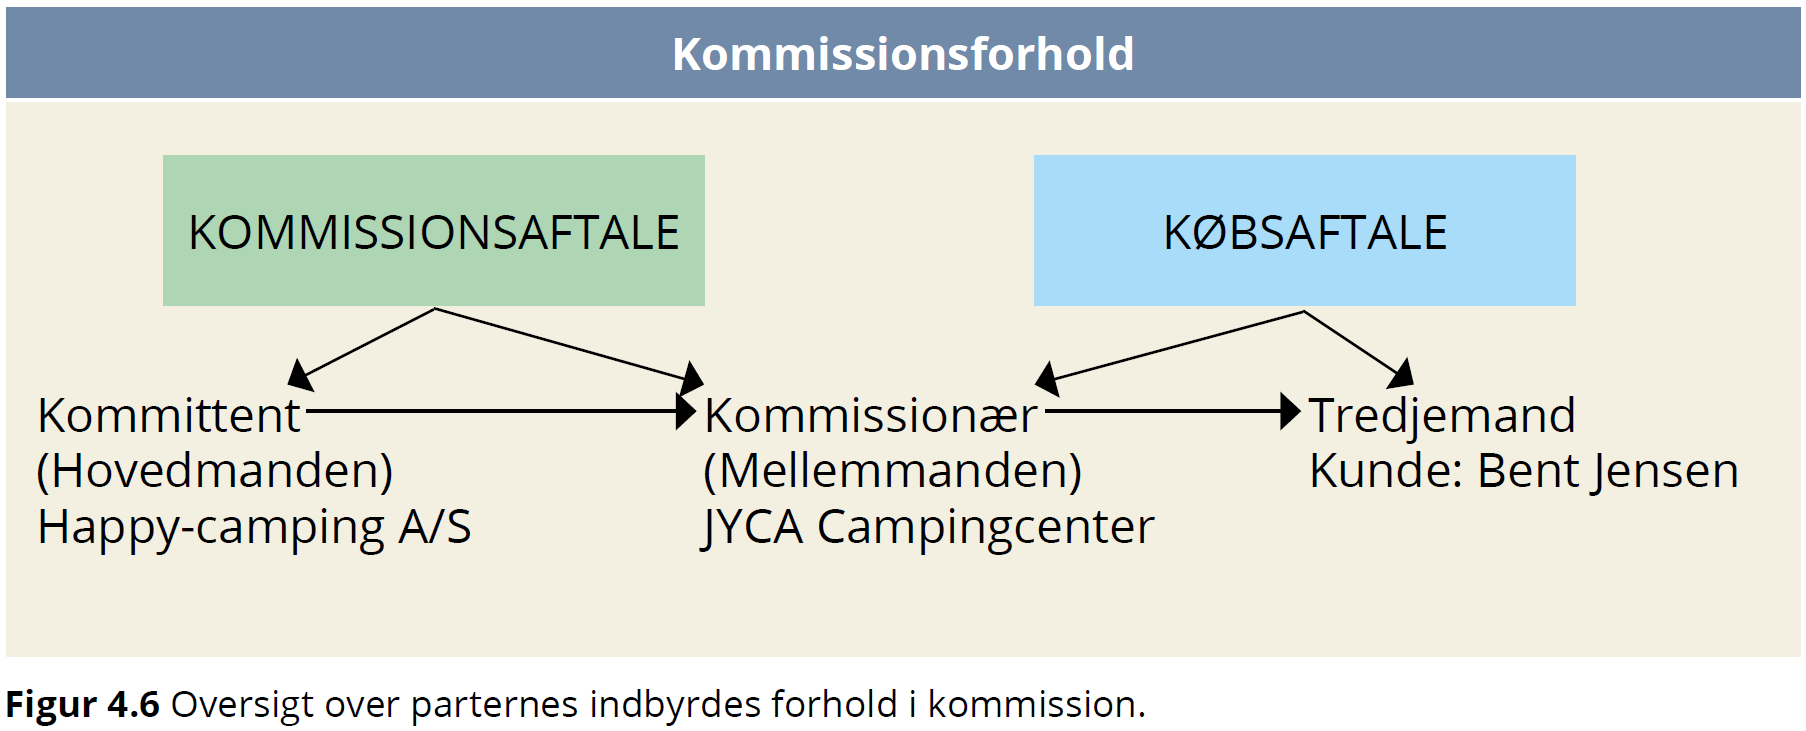 Kommissionsforhold
KOMMISSIONSAFTALE
KØBSAFTALE
Kommittent
(Hovedmanden)
Happy-camping A/S
Kommissionær
(Mellemmanden)
JYCA Campingcenter
Tredjemand
Kunde: Bent Jensen
Figur 4.6 Oversigt over parternes indbyrdes forhold i kommission.